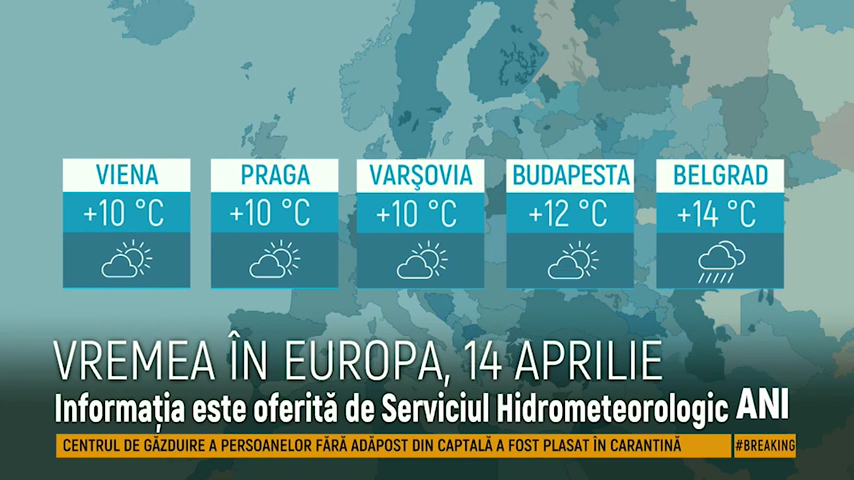 VIENA PRAGA VARŞOVIA BUDAPESTA BELGRAD
+10 °C +10 °C +10 °C +12 °C +14 °C
VREMEA ÎN EUROPA, 14 APRILIE
Informația este oferită de Serviciul Hidrometeorologic ANI
CENTRUL DE GĂZDUIRE A PERSOANELOR FĂRĂ ADĂPOST DIN CAPTALĂ A FOST PLASAT ÎN CARANTINĂ #BREAKING